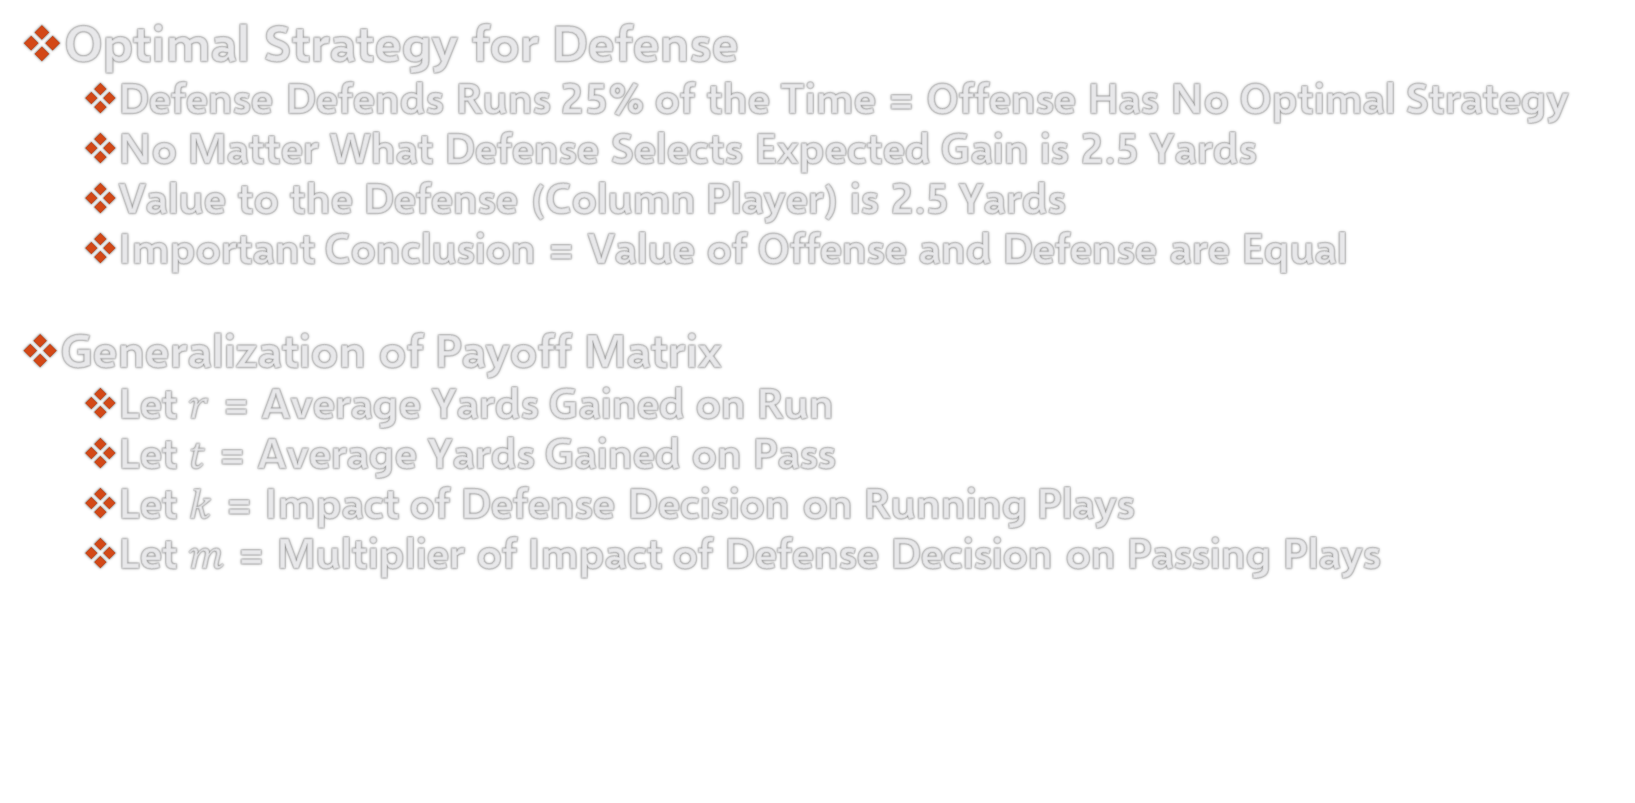 Optimal Strategy for Defense
Defense Defends Runs 25% of the Time = Offense Has No Optimal Strategy
No Matter What Defense Selects Expected Gain is 2.5 Yards
Value to the Defense (Column Player) is 2.5 Yards
Important Conclusion = Value of Offense and Defense are Equal
Generalization of Payoff Matrix
Let r = Average Yards Gained on Run
Let t = Average Yards Gained on Pass
Let k = Impact of Defense Decision on Running Plays
Let m = Multiplier of Impact of Defense Decision on Passing Plays